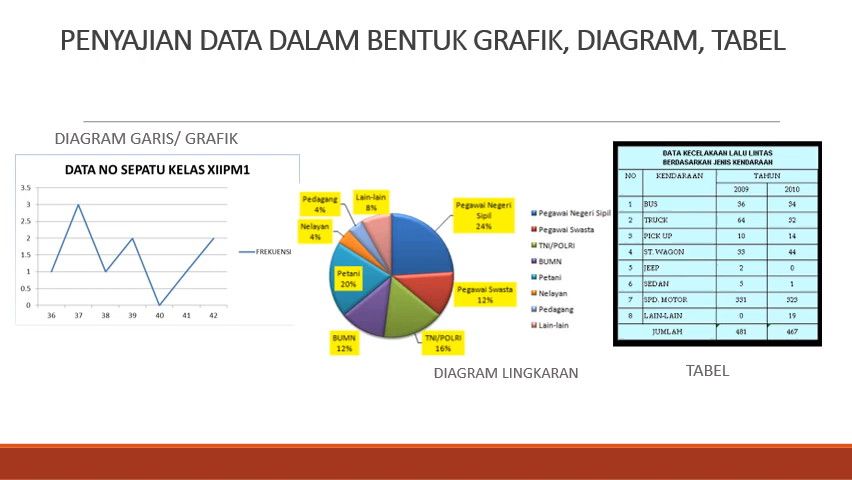 PENYAJIAN DATA DALAM BENTUK GRAFIK, DIAGRAM, TABEL
DIAGRAM GARIS/ GRAFIK
DATA NO SEPATU KELAS XIIPM1
3.5
3
2.5
2
1.5
1
0.5
0
36 37 38 39 40 41 42
FREKUENSI
Pegawai Negeri
Sipil
24%
Pegawai Swasta
12%
TNI/POLRI
16%
BUMN
12%
Petani
20%
Nelayan
4%
Pedagang
4%
Lain-lain
8%
Pegawai Negeri Sipil
Pegawai Swasta
TNI/POLRI
BUMN
Petani
Nelayan
Pedagang
Lain-lain
DIAGRAM LINGKARAN
DATA KECELAKAAN LALU LINTAS
BERDASARKAN JENIS KENDARAAN
NO KENDARAAN TAHUN
2009 2010
1 BUS 36 34
2 TRUCK 64 32
3 PICK UP 10 14
4 ST. WAGON 33 44
5 JEEP 2 0
6 SEDAN 5 1
7 SPD. MOTOR 331 323
8 LAIN-LAIN 0 19
JUMLAH 481 467
TABEL